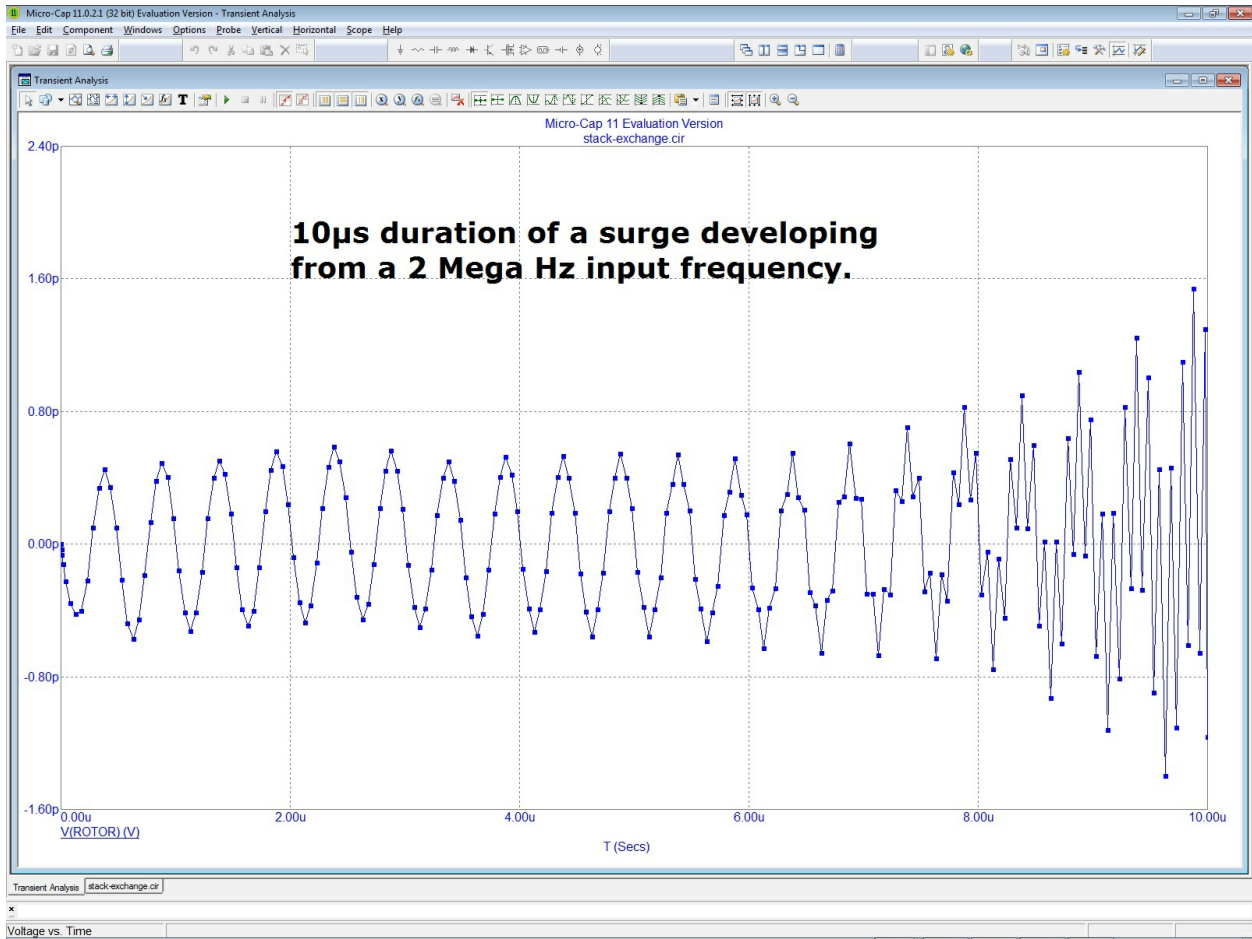 Micro-Cap 11.0.2.1 (32 bit) Evaluation Version - Transient Analysis
File Edit Component Windows Options Probe Vertical Horizontal Scope Help
Transient Analysis
Micro-Cap 11 Evaluation Version
stack-exchange.cir
2.40p
10µs duration of a surge developing
from a 2 Mega Hz input frequency.
1.60p
0.80p
0.00p
-0.80p
-1.60p
0.00u 2.00u 4.00u 6.00u 8.00u 10.00u
V(ROTOR) (V)
T (Secs)
Transient Analysis stack-exchange.cir
Voltage vs. Time